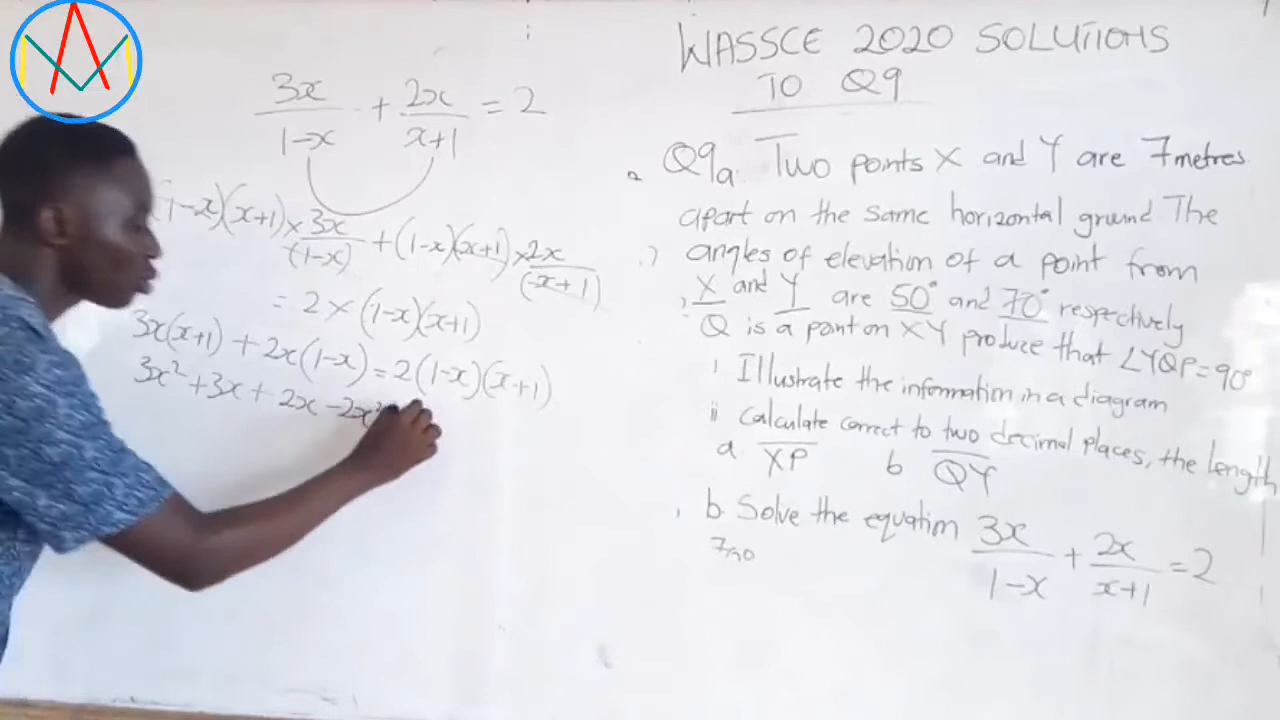 WASSCE 2020 SOLUTIONS
TO Q9
3x/1-x + 2x/x+1 = 2
(1-x)(x+1) × 3x/(1-x) + (1-x)(x+1) × 2x/(x+1)
= 2 × (1-x)(x+1)
3x(x+1) + 2x(1-x) = 2(1-x)(x+1)
3x² + 3x + 2x - 2x²
Q9a. Two points X and Y are 7metres
apart on the same horizontal ground The
angles of elevation of a point from
X and Y are 50° and 70° respectively
Q is a point on XY produce that ∠YQP=90°
i Illustrate the information in a diagram
ii Calculate correct to two decimal places, the length
a XP b QY
b. Solve the equation 3x/1-x + 2x/x+1 = 2